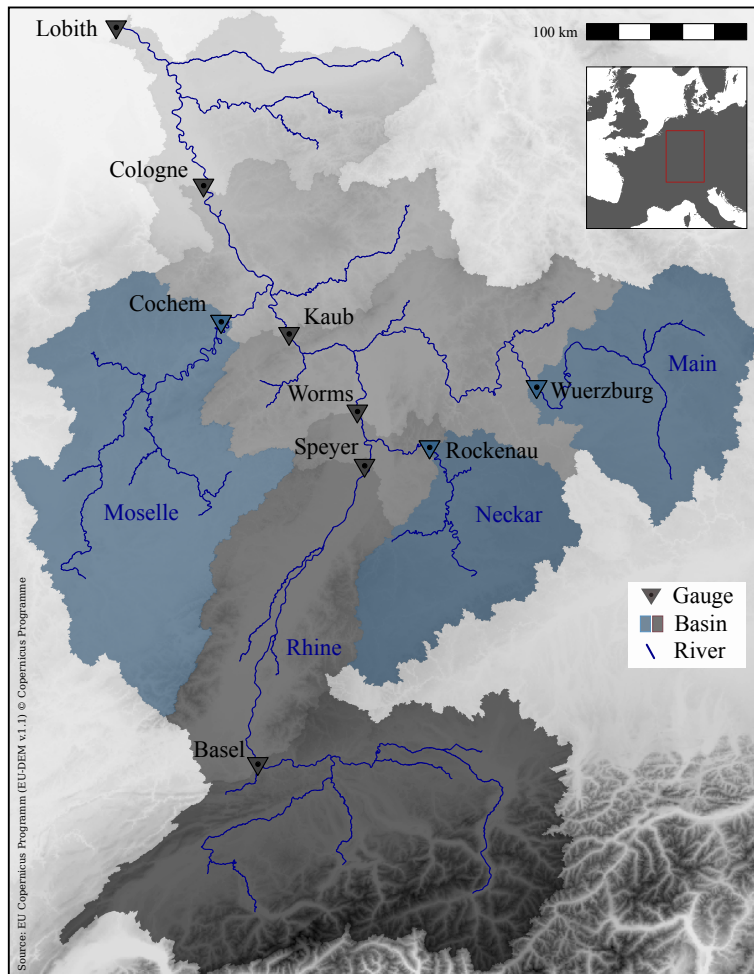 Lobith
100 km
Cologne
Cochem
Kaub
Main
Worms
Wuerzburg
Speyer
Rockenau
Moselle
Neckar
Gauge
Basin
River
Rhine
Basel
Source: EU Copernicus Programm (EU-DEM v.1.1) © Copernicus Programme